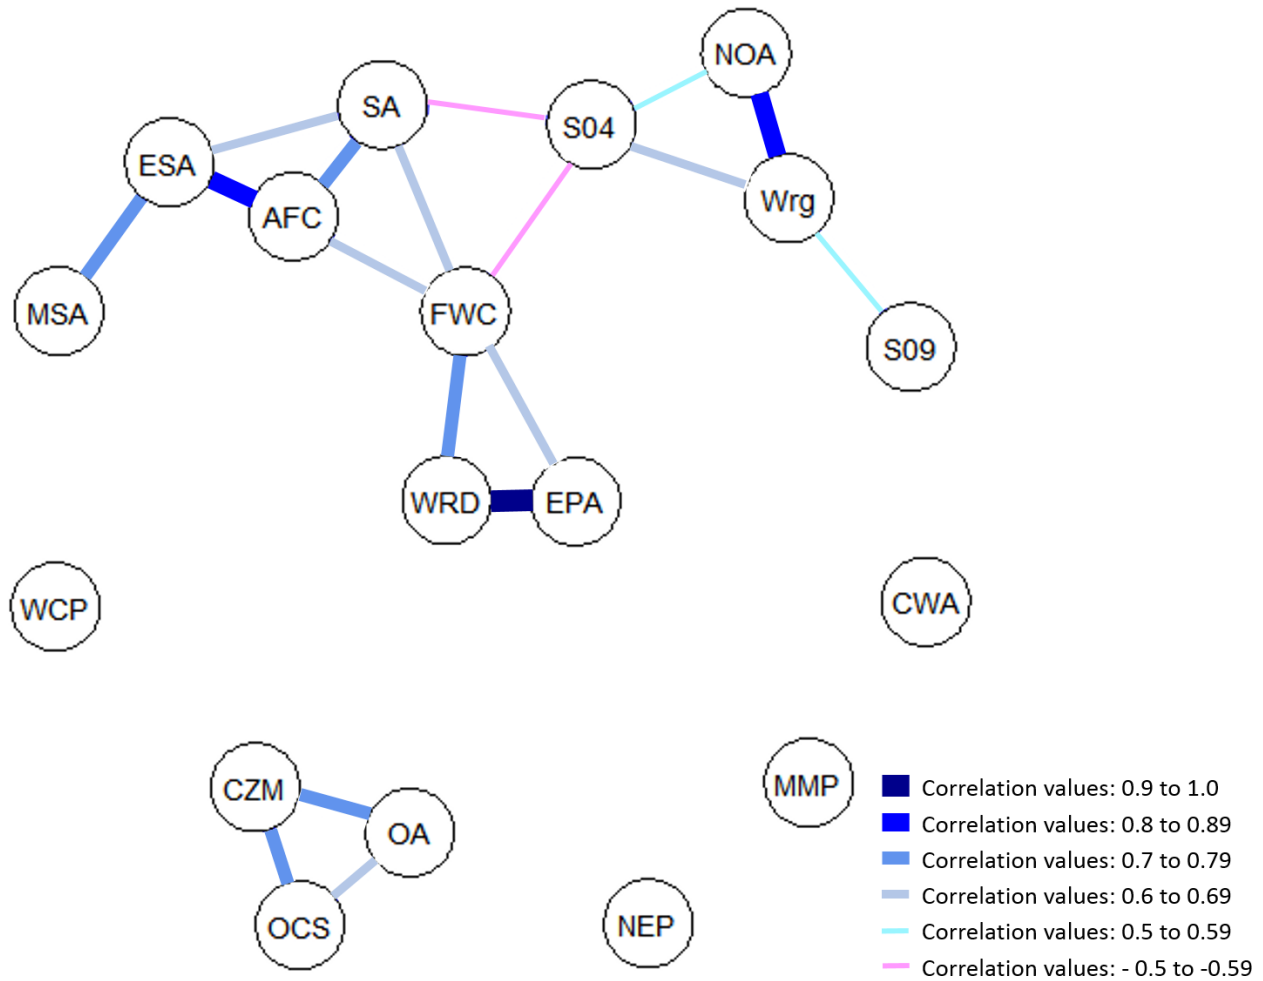 NOA
SA
S04
ESA
Wrg
AFC
MSA
FWC
S09
WRD
EPA
WCP
CWA
CZM
MMP
OA
OCS
NEP
Correlation values: 0.9 to 1.0
Correlation values: 0.8 to 0.89
Correlation values: 0.7 to 0.79
Correlation values: 0.6 to 0.69
Correlation values: 0.5 to 0.59
Correlation values: - 0.5 to -0.59